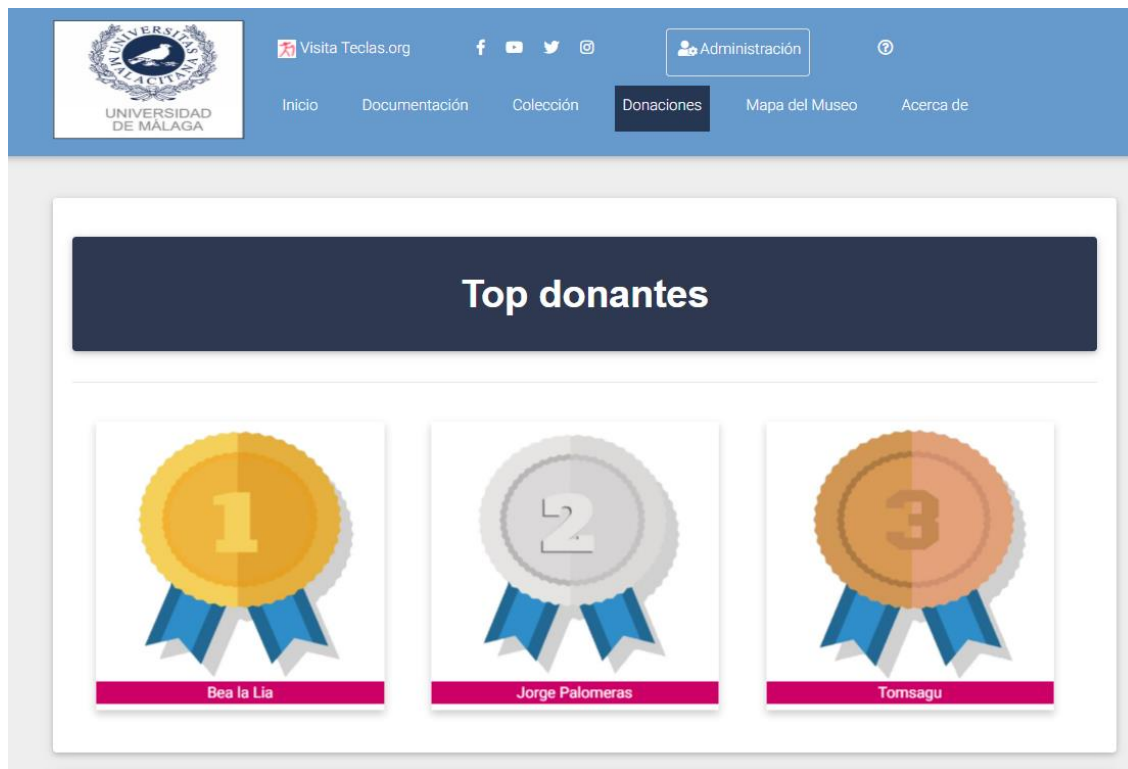 UNIVERSITAS MALACITANA
UNIVERSIDAD
DE MÁLAGA
Visita Teclas.org
Administración
Inicio Documentación Colección Donaciones Mapa del Museo Acerca de
Top donantes
1 2 3
Bea la Lia Jorge Palomeras Tomsagu